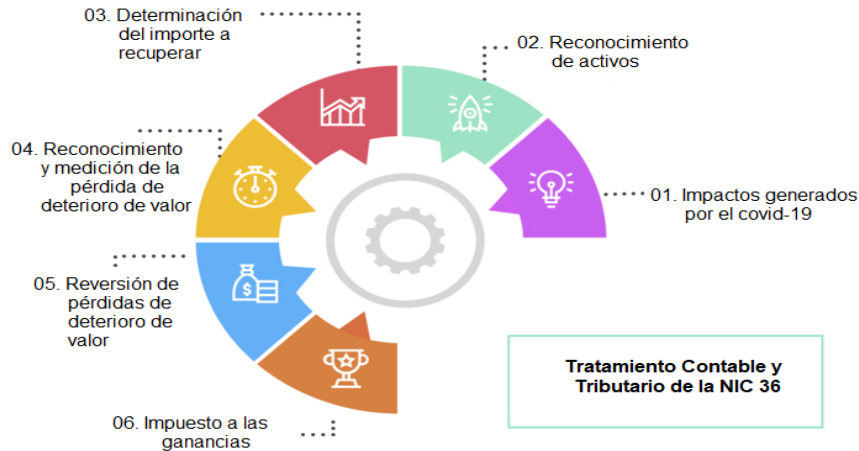 03. Determinación
del importe a
recuperar
02. Reconocimiento
de activos
04. Reconocimiento
y medición de la
pérdida de
deterioro de valor
01. Impactos generados
por el covid-19
05. Reversión de
pérdidas de
deterioro de
valor
$
Tratamiento Contable y
Tributario de la NIC 36
06. Impuesto a las
ganancias